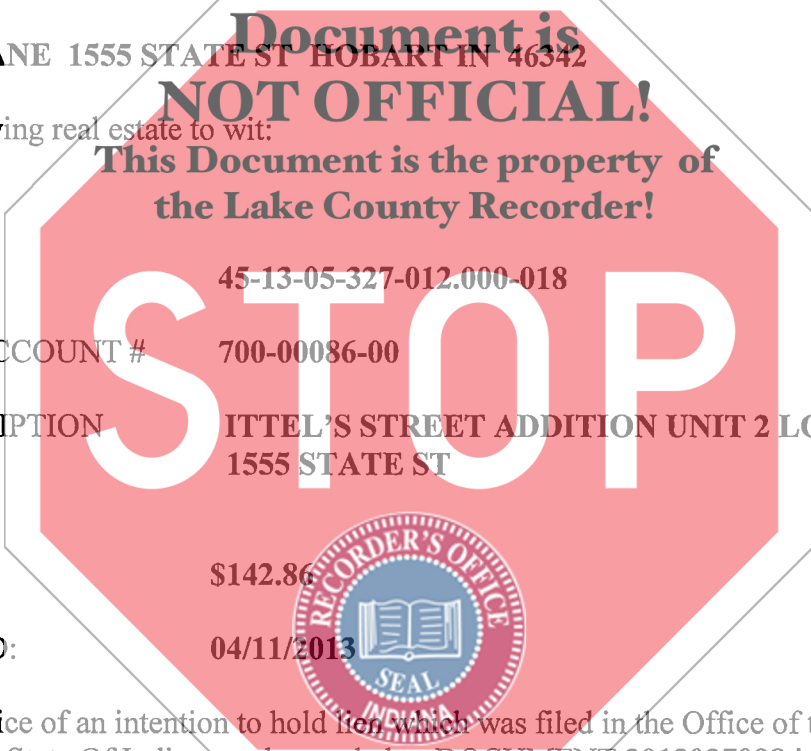 Document is
NE 1555 STATE ST HOBART IN 46342
NOT OFFICIAL!
ing real estate to wit:
This Document is the property of
the Lake County Recorder!
45-13-05-327-012.000-018
STOP
CCOUNT # 700-00086-00
IPTION ITTEL'S STREET ADDITION UNIT 2 LO
1555 STATE ST
$142.86
RECORDER'S OFFICE
SEAL
INDIANA
04/11/2013
ice of an intention to hold lien which was filed in the Office of t